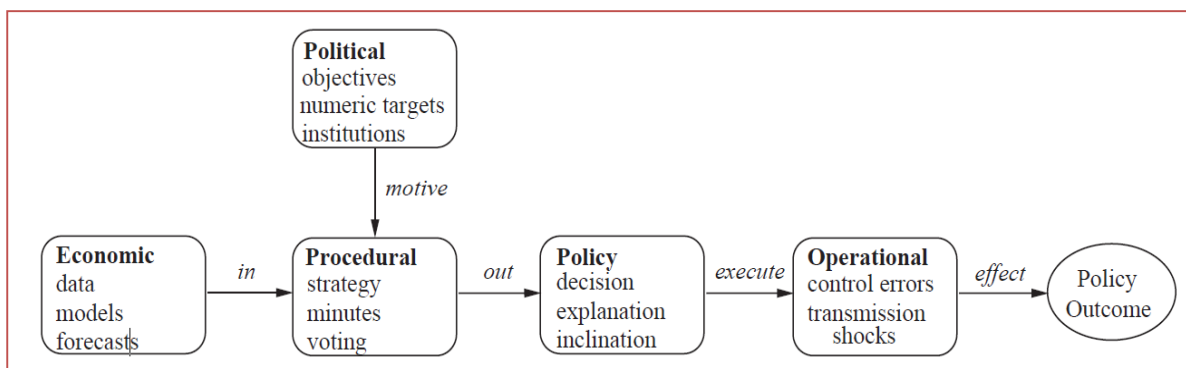 Political
objectives
numeric targets
institutions
motive
Economic
data
models
forecasts
in
Procedural
strategy
minutes
voting
out
Policy
decision
explanation
inclination
execute
Operational
control errors
transmission
shocks
effect
Policy
Outcome